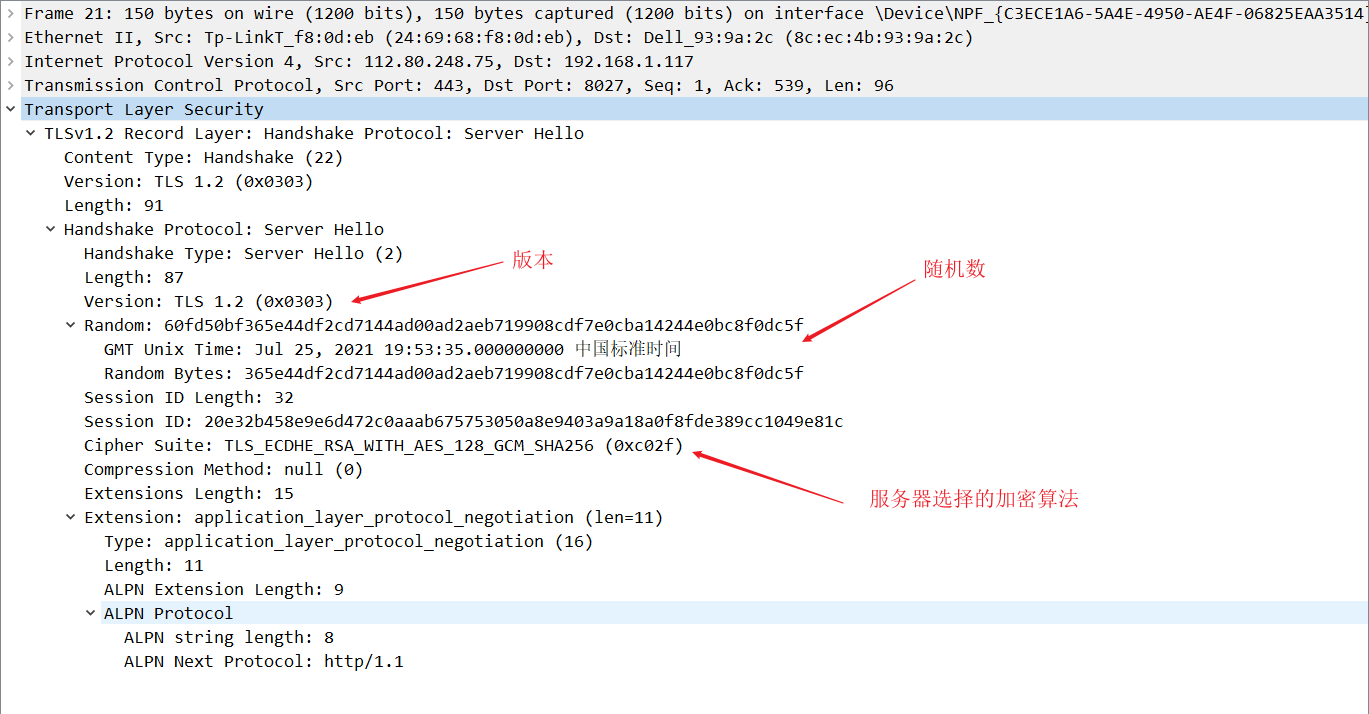 Frame 21: 150 bytes on wire (1200 bits), 150 bytes captured (1200 bits) on interface \Device\NPF_{C3ECE1A6-5A4E-4950-AE4F-06825EAA3514}
Ethernet II, Src: Tp-LinkT_f8:0d:eb (24:69:68:f8:0d:eb), Dst: Dell_93:9a:2c (8c:ec:4b:93:9a:2c)
Internet Protocol Version 4, Src: 112.80.248.75, Dst: 192.168.1.117
Transmission Control Protocol, Src Port: 443, Dst Port: 8027, Seq: 1, Ack: 539, Len: 96
Transport Layer Security
TLSv1.2 Record Layer: Handshake Protocol: Server Hello
Content Type: Handshake (22)
Version: TLS 1.2 (0x0303)
Length: 91
Handshake Protocol: Server Hello
Handshake Type: Server Hello (2)
版本
Length: 87
随机数
Version: TLS 1.2 (0x0303)
Random: 60fd50bf365e44df2cd7144ad00ad2aeb719908cdf7e0cba14244e0bc8f0dc5f
GMT Unix Time: Jul 25, 2021 19:53:35.000000000 中国标准时间
Random Bytes: 365e44df2cd7144ad00ad2aeb719908cdf7e0cba14244e0bc8f0dc5f
Session ID Length: 32
Session ID: 20e32b458e9e6d472c0aaab675753050a8e9403a9a18a0f8fde389cc1049e81c
Cipher Suite: TLS_ECDHE_RSA_WITH_AES_128_GCM_SHA256 (0xc02f)
Compression Method: null (0)
Extensions Length: 15
服务器选择的加密算法
Extension: application_layer_protocol_negotiation (len=11)
Type: application_layer_protocol_negotiation (16)
Length: 11
ALPN Extension Length: 9
ALPN Protocol
ALPN string length: 8
ALPN Next Protocol: http/1.1